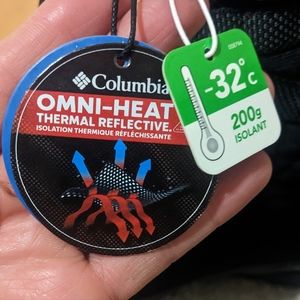 Columbia
OMNI-HEAT
THERMAL REFLECTIVE
ISOLATION THERMIQUE RÉFLÉCHISSANTE
-32°C
200g
ISOLANT